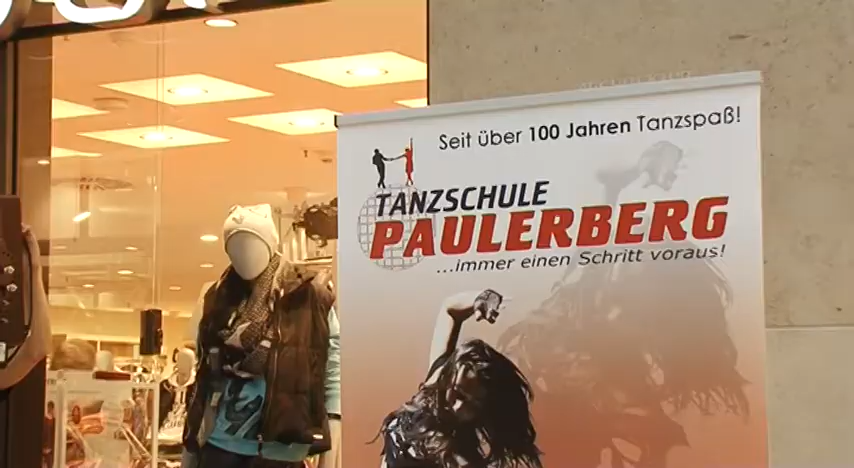 Seit über 100 Jahren Tanzspaß!
TANZSCHULE
PAULERBERG
...immer einen Schritt voraus!